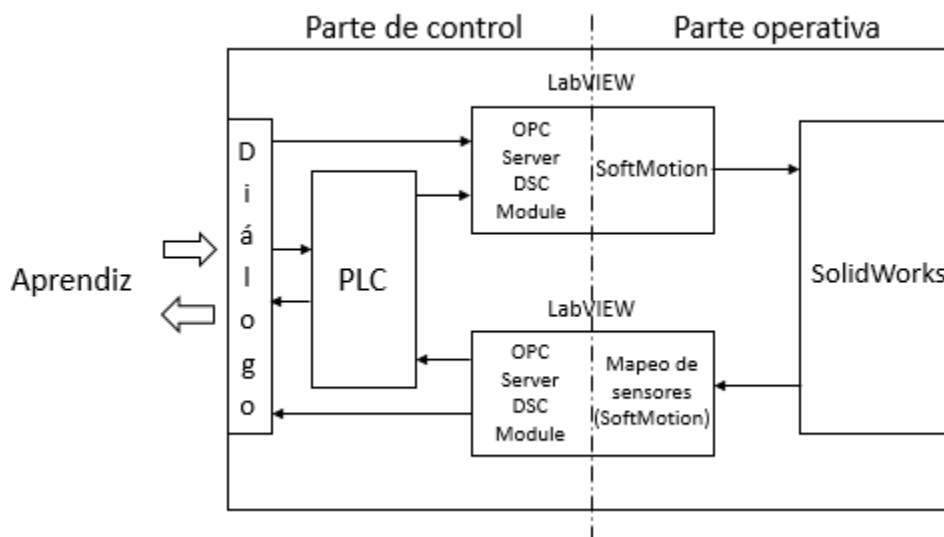 Parte de control
Parte operativa
LabVIEW
OPC
Server
DSC
Module
SoftMotion
Diálogo
Aprendiz
PLC
SolidWorks
LabVIEW
OPC
Server
DSC
Module
Mapeo de
sensores
(SoftMotion)